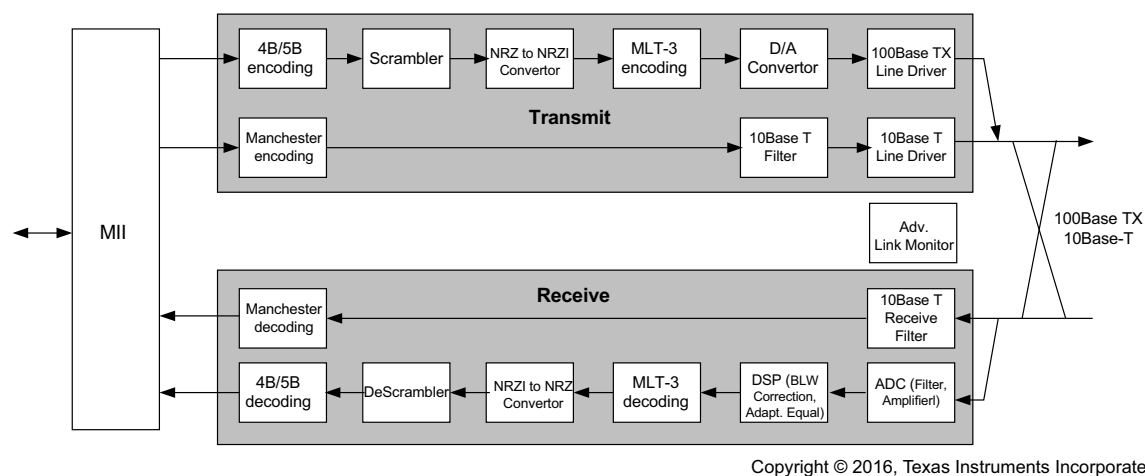 4B/5B
encoding
Scrambler
NRZ to NRZI
Convertor
MLT-3
encoding
D/A
Convertor
100Base TX
Line Driver
Transmit
Manchester
encoding
10Base T
Filter
10Base T
Line Driver
MII
Adv.
Link Monitor
100Base TX
10Base-T
Receive
Manchester
decoding
10Base T
Receive
Filter
4B/5B
decoding
DeScrambler
NRZI to NRZ
Convertor
MLT-3
decoding
DSP (BLW
Correction,
Adapt. Equal)
ADC (Filter,
Amplifierl)
Copyright © 2016, Texas Instruments Incorporate